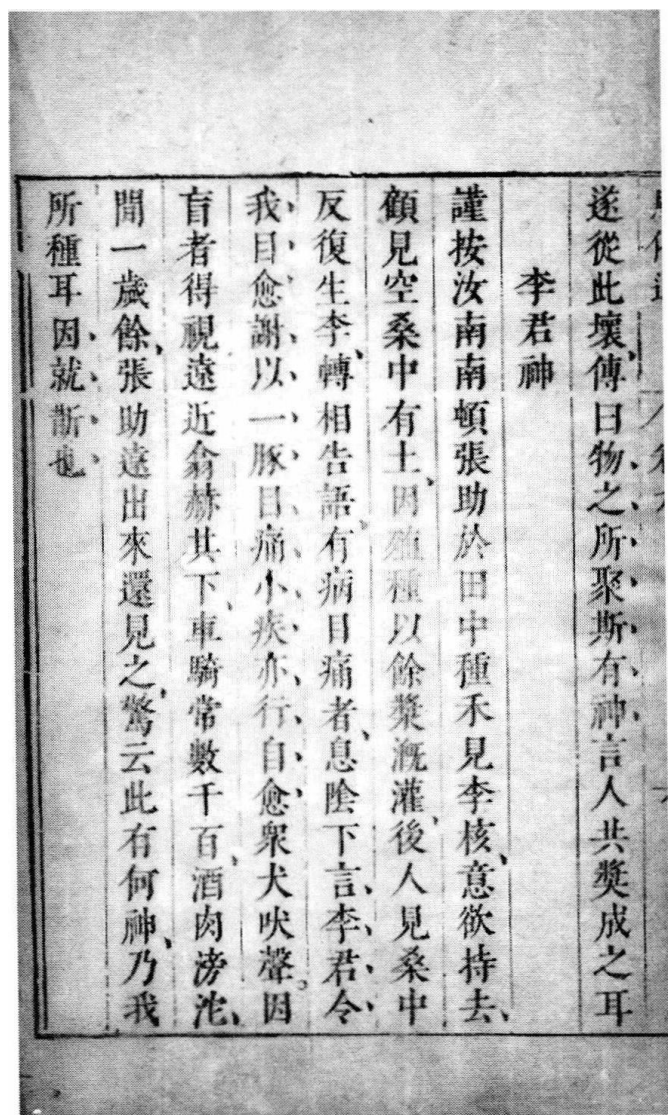 遂從此壞傳曰物之所聚斯有神言人共獎成之耳
李君神
謹按汝南南頓張助於田中種禾見李核意欲持去
顧見空桑中有土因殖種以餘漿溉灌後人見桑中
反復生李轉相告語有病目痛者息陰下言李君令
我目愈謝以一豚目痛小疾亦行自愈衆犬吠聲因
盲者得視遠近翕赫其下車騎常數千百酒肉滂沱
閒一歲餘張助遠出來還見之驚云此有何神乃我
所種耳因就斮也